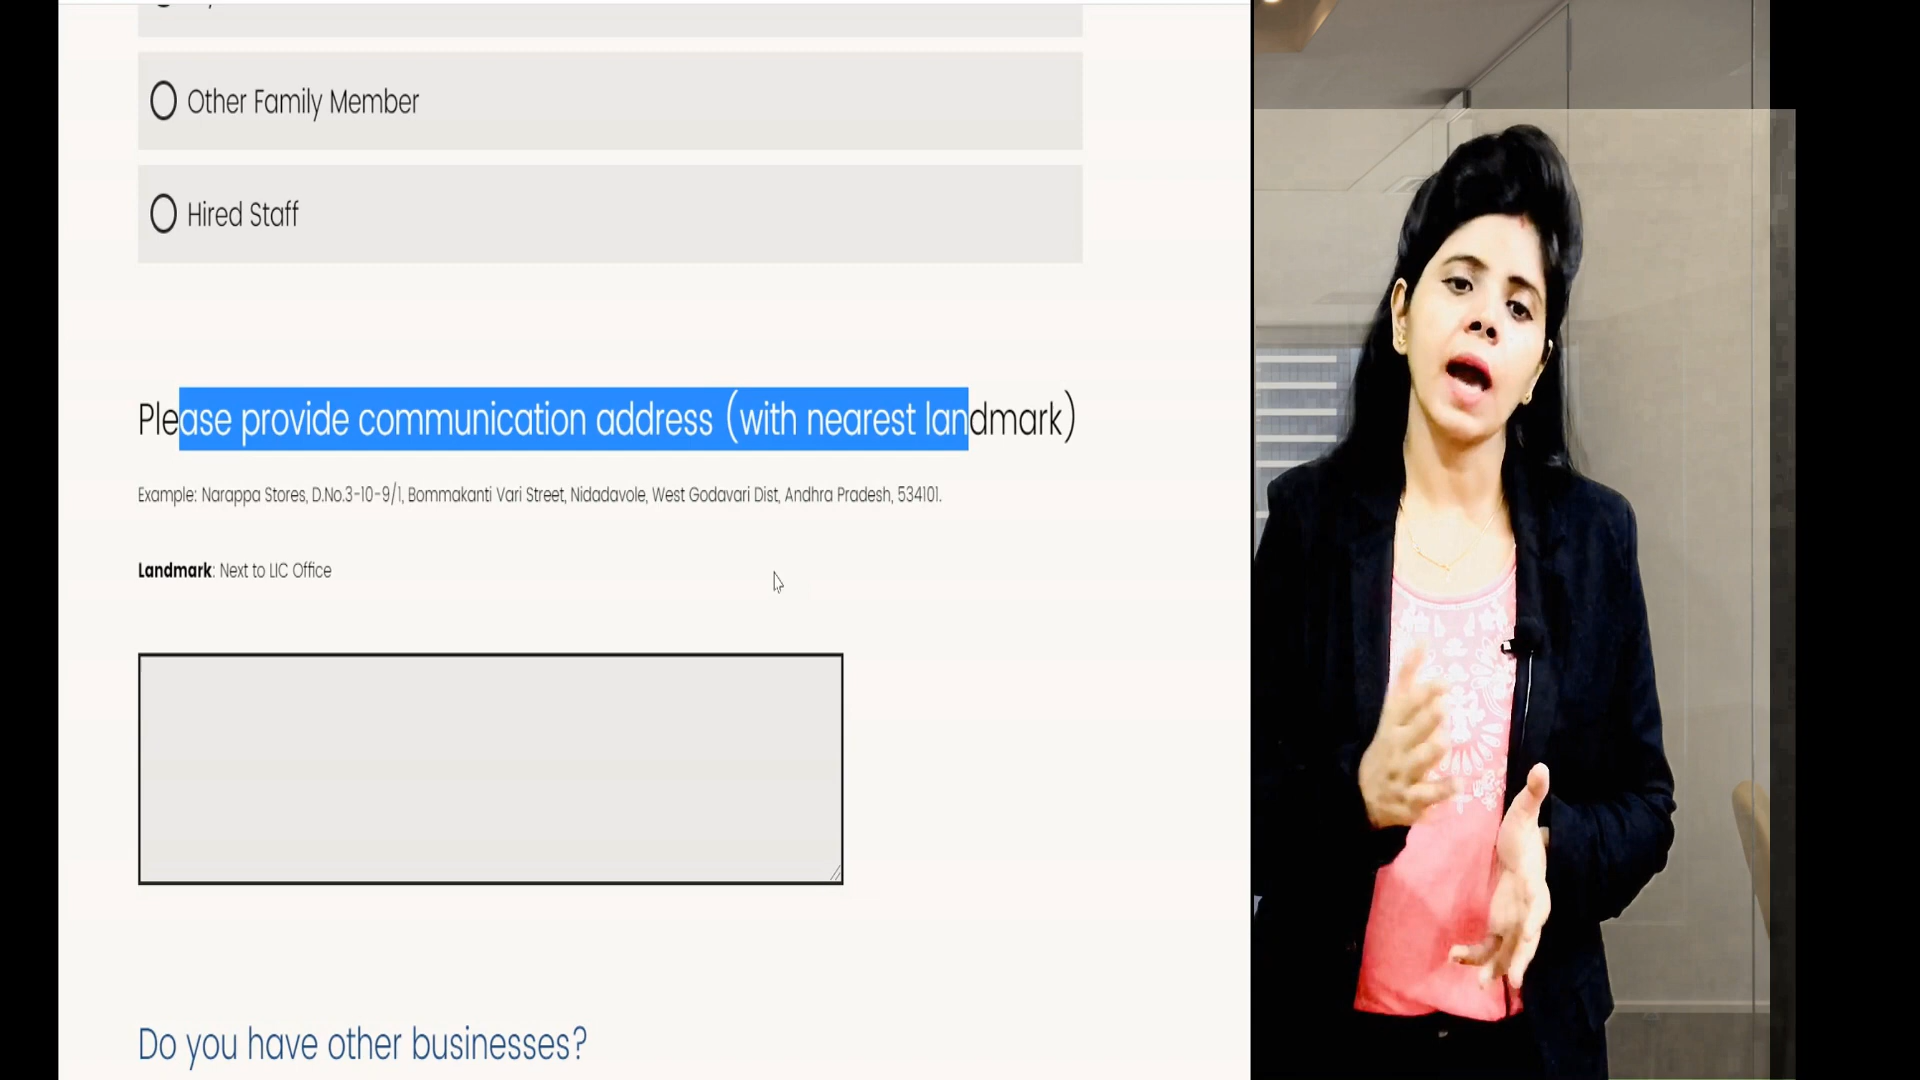 Other Family Member
Hired Staff
Please provide communication address (with nearest landmark)
Example: Narappa Stores, D.No.3-10-9/1, Bommakanti Vari Street, Nidadavole, West Godavari Dist, Andhra Pradesh, 534101.
Landmark: Next to LIC Office
Do you have other businesses?